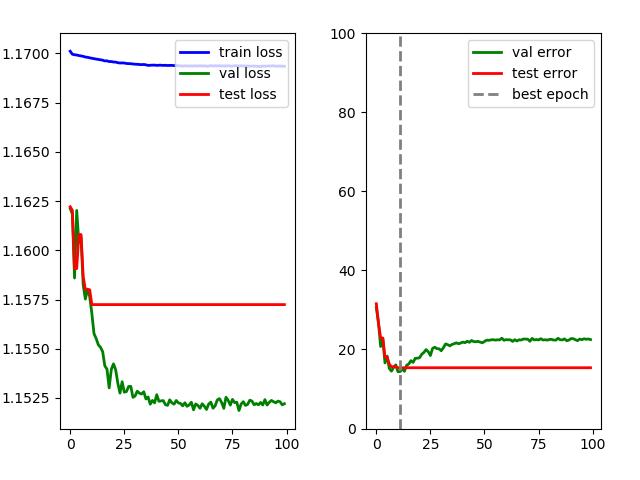 1.1700
1.1675
1.1650
1.1625
1.1600
1.1575
1.1550
1.1525
0 25 50 75 100
train loss
val loss
test loss
100
80
60
40
20
0
0 25 50 75 100
val error
test error
best epoch